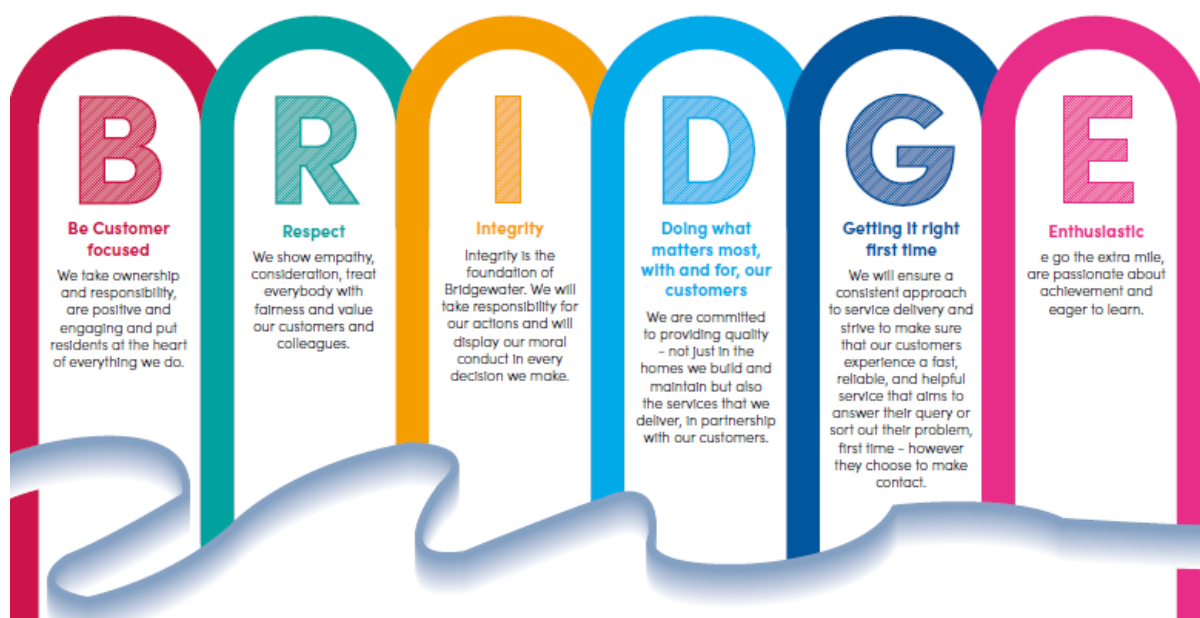 B
Be Customer
focused
We take ownership
and responsibility,
are positive and
engaging and put
residents at the heart
of everything we do.
R
Respect
We show empathy,
consideration, treat
everybody with
fairness and value
our customers and
colleagues.
I
Integrity
Integrity is the
foundation of
Bridgewater. We will
take responsibility for
our actions and will
display our moral
conduct in every
decision we make.
D
Doing what
matters most,
with and for, our
customers
We are committed
to providing quality
– not just in the
homes we build and
maintain but also
the services that we
deliver, in partnership
with our customers.
G
Getting it right
first time
We will ensure a
consistent approach
to service delivery and
strive to make sure
that our customers
experience a fast,
reliable, and helpful
service that aims to
answer their query or
sort out their problem,
first time – however
they choose to make
contact.
E
Enthusiastic
e go the extra mile,
are passionate about
achievement and
eager to learn.